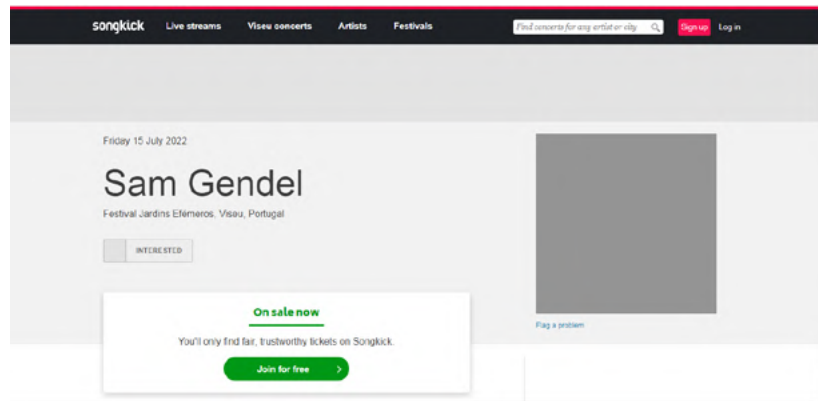 songkick Live streams Viseu concerts Artists Festivals Find concerts for any artist or city Sign up Log in
Friday 15 July 2022
Sam Gendel
Festival Jardins Efémeros, Viseu, Portugal
INTERESTED
On sale now
You'll only find fair, trustworthy tickets on Songkick.
Join for free
Flag a problem